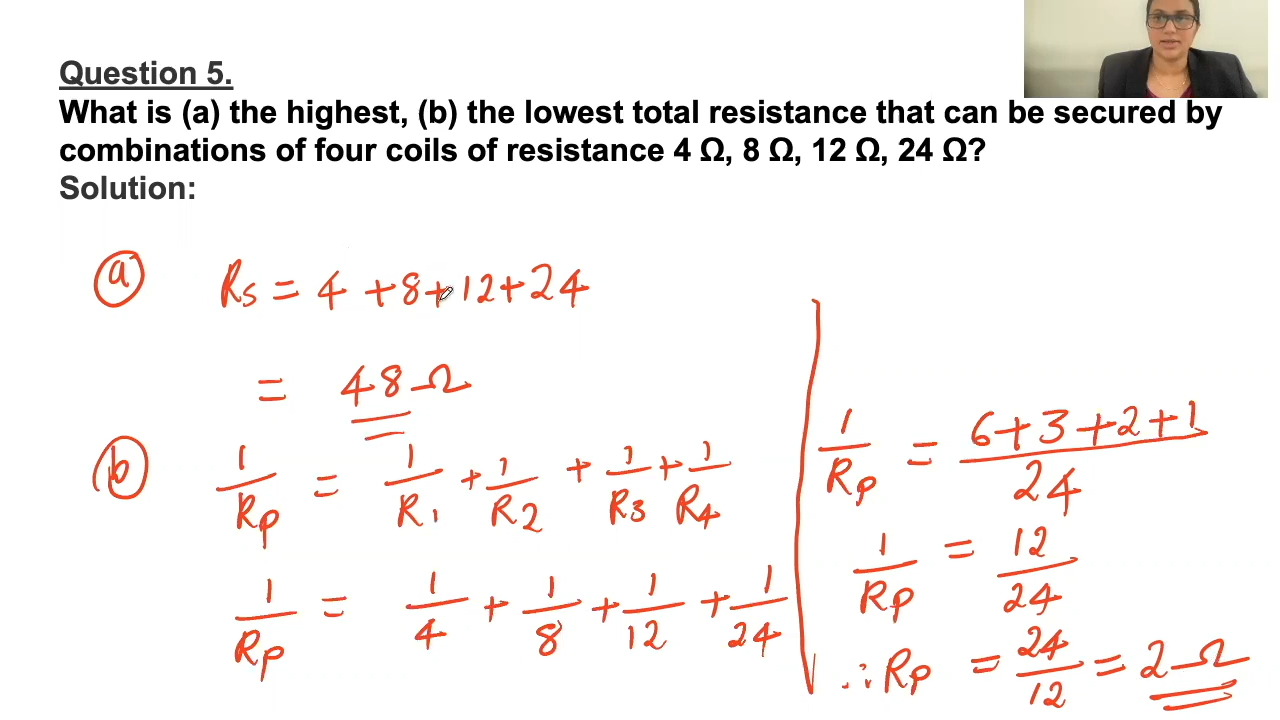 Question 5.
What is (a) the highest, (b) the lowest total resistance that can be secured by
combinations of four coils of resistance 4 Ω, 8 Ω, 12 Ω, 24 Ω?
Solution:
(a) Rs = 4 + 8 + 12 + 24
= 48 Ω
(b) 1/Rp = 1/R1 + 1/R2 + 1/R3 + 1/R4
1/Rp = 1/4 + 1/8 + 1/12 + 1/24
1/Rp = 6+3+2+1/24
1/Rp = 12/24
∴ Rp = 24/12 = 2 Ω